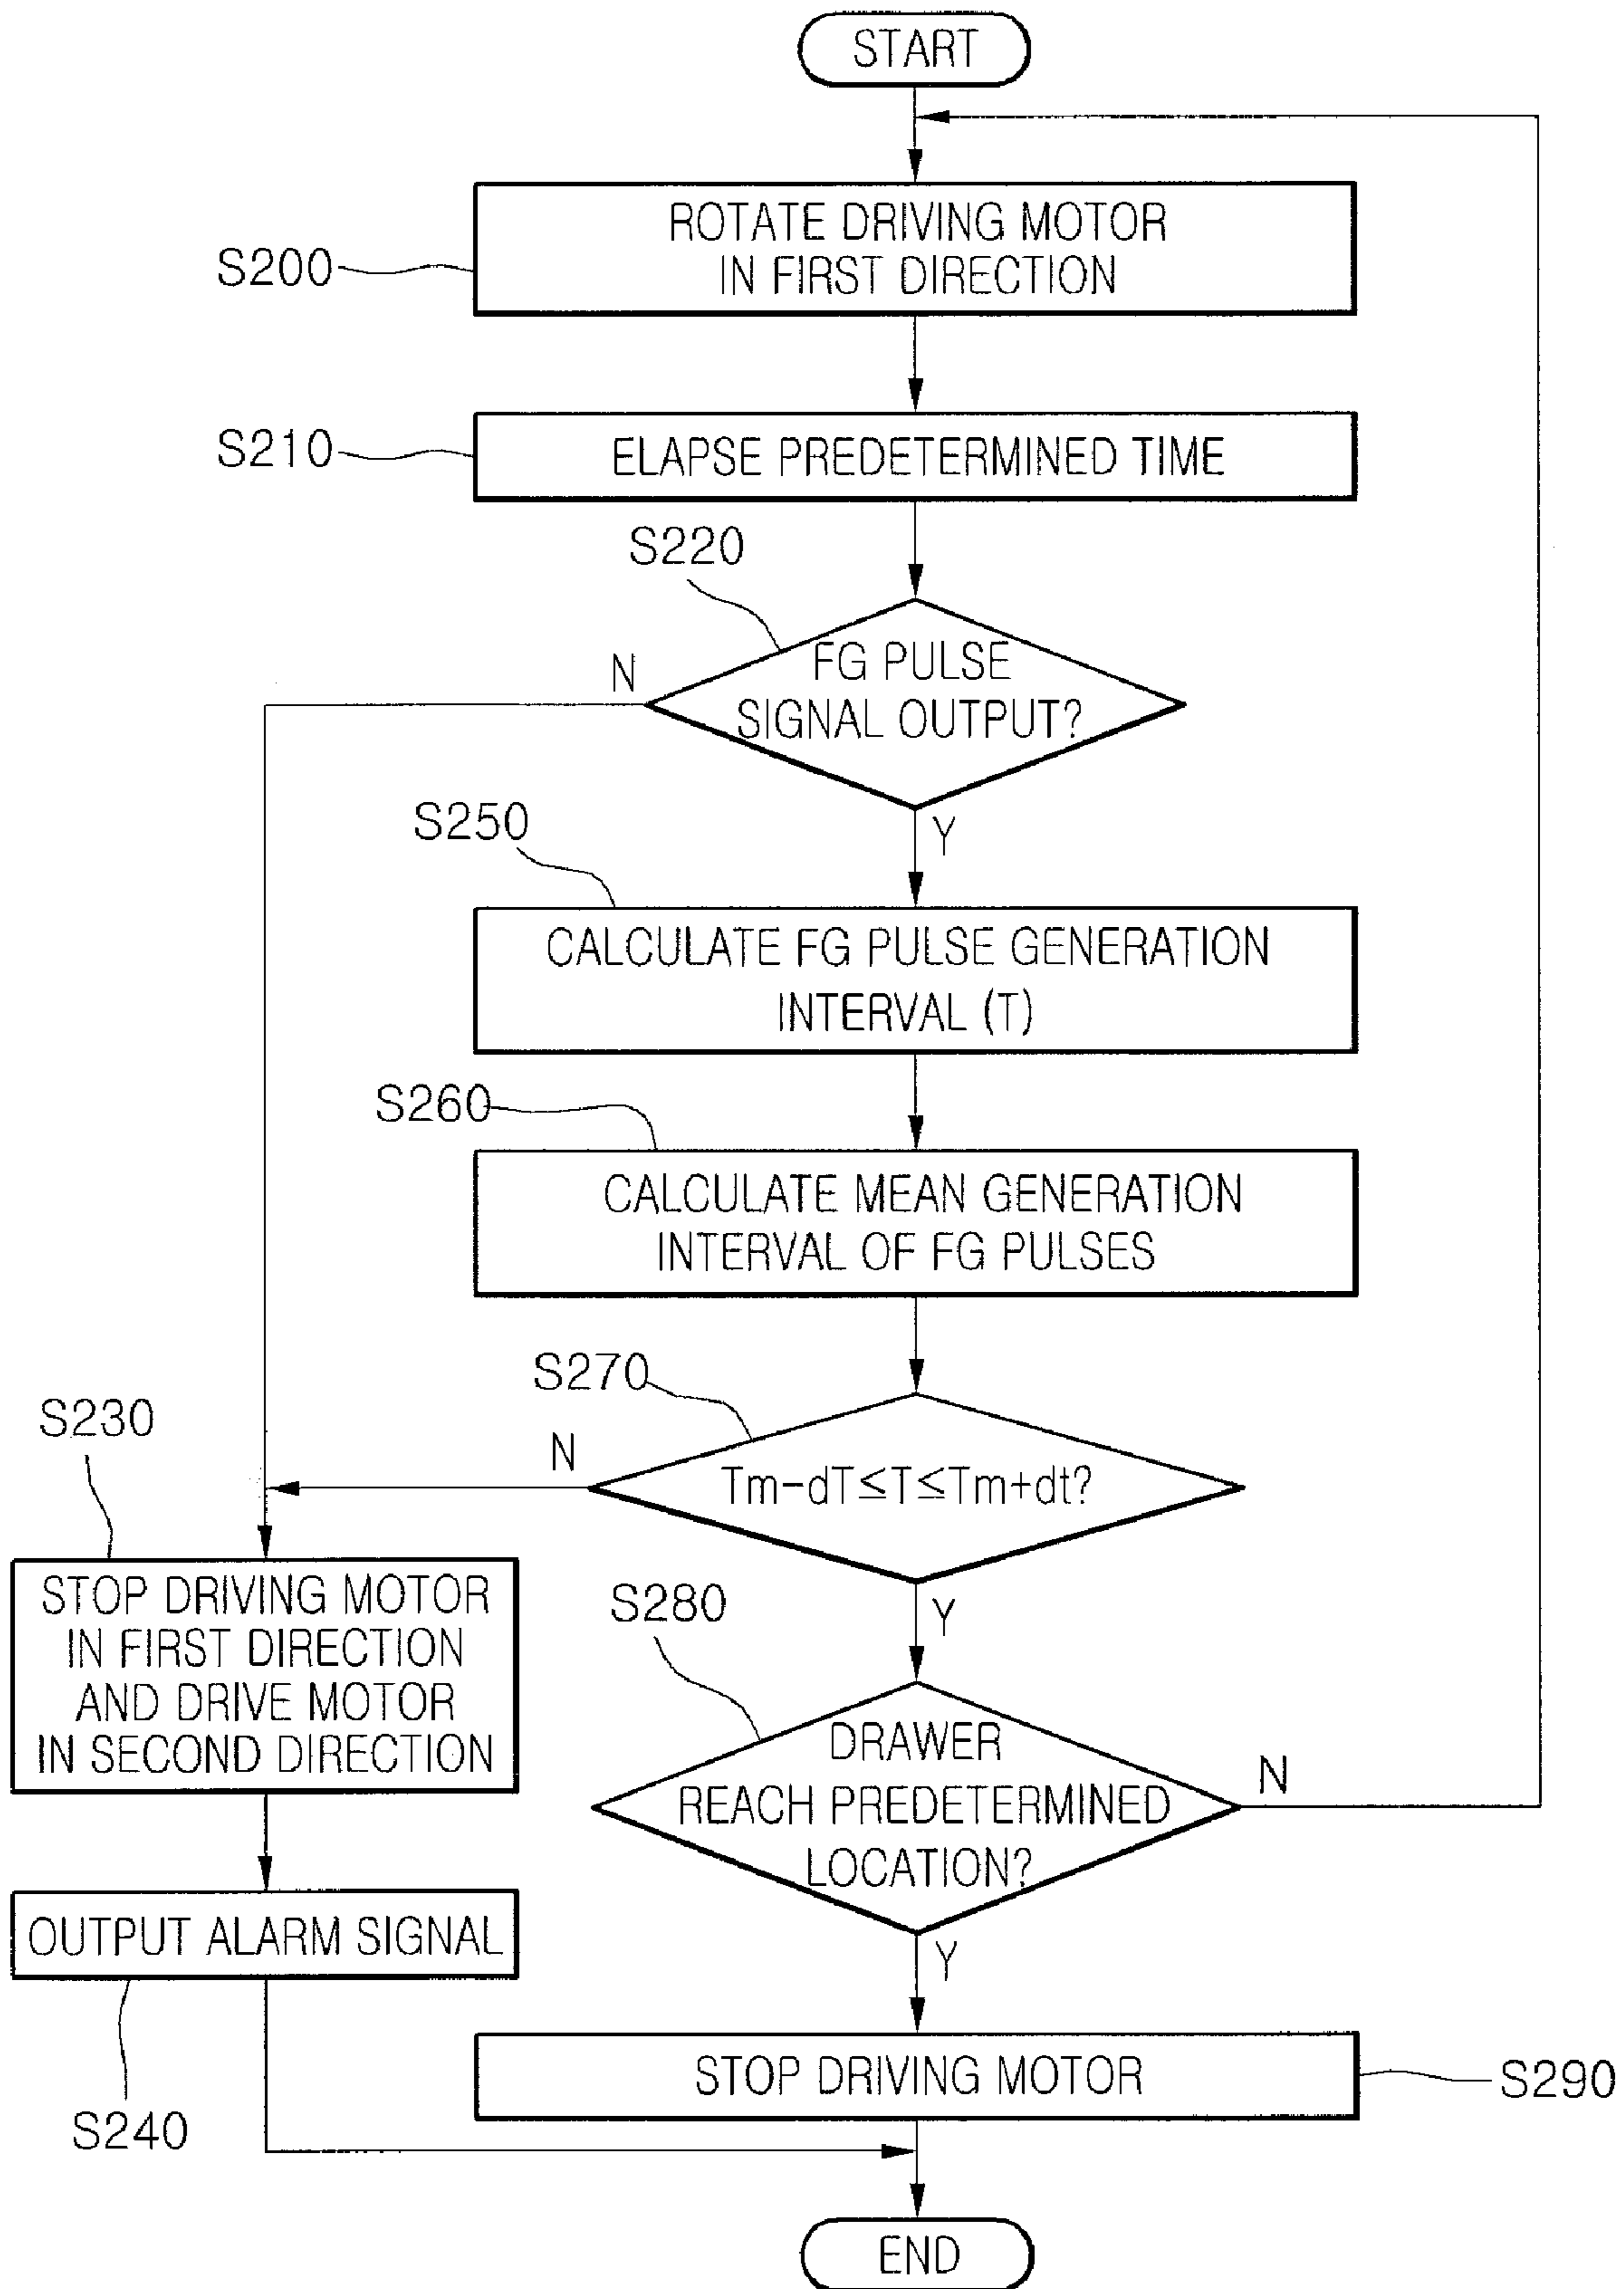 START
ROTATE DRIVING MOTOR
IN FIRST DIRECTION
S200
ELAPSE PREDETERMINED TIME
S210
S220
FG PULSE
SIGNAL OUTPUT?
N
Y
S250
CALCULATE FG PULSE GENERATION
INTERVAL (T)
S260
CALCULATE MEAN GENERATION
INTERVAL OF FG PULSES
S270
Tm-dT≤T≤Tm+dt?
N
Y
S230
STOP DRIVING MOTOR
IN FIRST DIRECTION
AND DRIVE MOTOR
IN SECOND DIRECTION
S280
DRAWER
REACH PREDETERMINED
LOCATION?
N
Y
OUTPUT ALARM SIGNAL
S240
STOP DRIVING MOTOR
S290
END